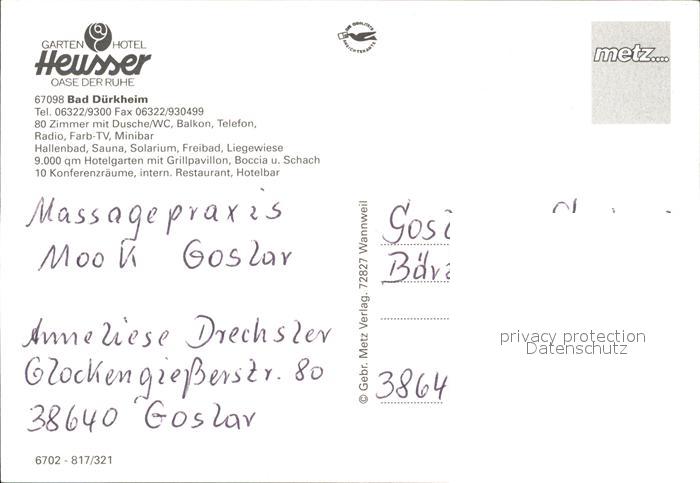 GARTEN HOTEL
Heusser
OASE DER RUHE
67098 Bad Dürkheim
Tel. 06322/9300 Fax 06322/930499
80 Zimmer mit Dusche/WC, Balkon, Telefon,
Radio, Farb-TV, Minibar
Hallenbad, Sauna, Solarium, Freibad, Liegewiese
9.000 qm Hotelgarten mit Grillpavillon, Boccia u. Schach
10 Konferenzräume, intern. Restaurant, Hotelbar
metz....
Massagepraxis
Mook Goslar
Anneliese Drechsler
Glockengießerstr. 80
38640 Goslar
6702 - 817/321
© Gebr. Metz Verlag, 72827 Wannweil
Gosl
Bär
3864
privacy protection
Datenschutz